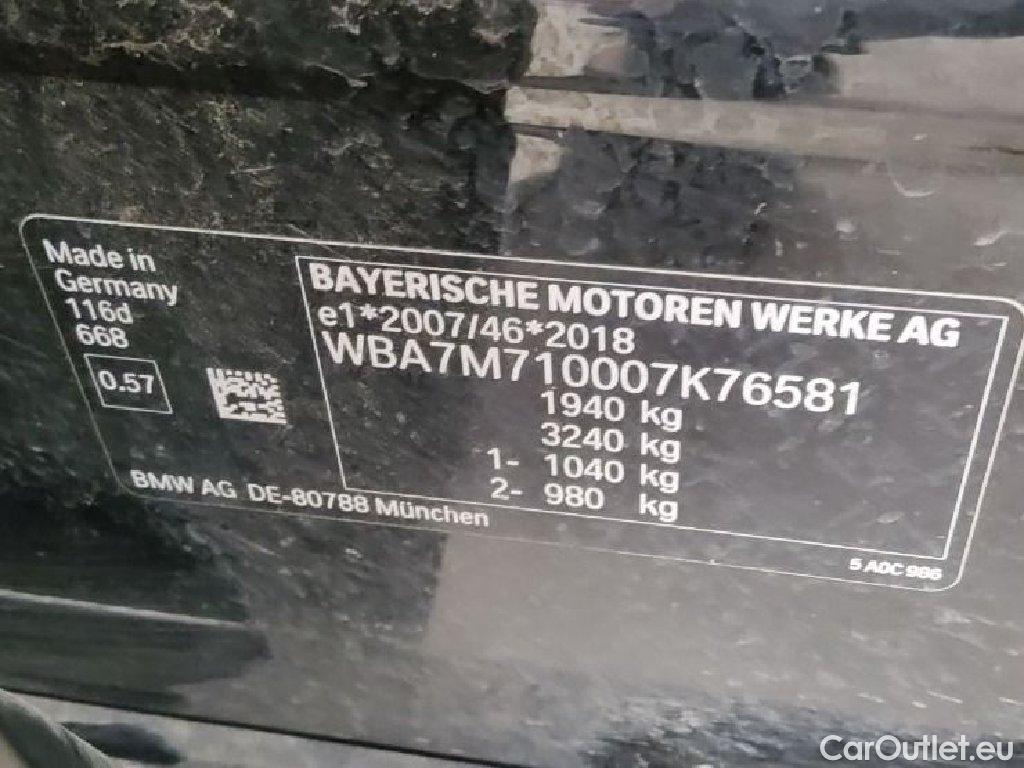 Made in
Germany
116d
668
0.57
BAYERISCHE MOTOREN WERKE AG
e1*2007/46*2018
WBA7M710007K76581
1940 kg
3240 kg
1- 1040 kg
2- 980 kg
BMW AG DE-80788 München
5 A0C 986
CarOutlet.eu